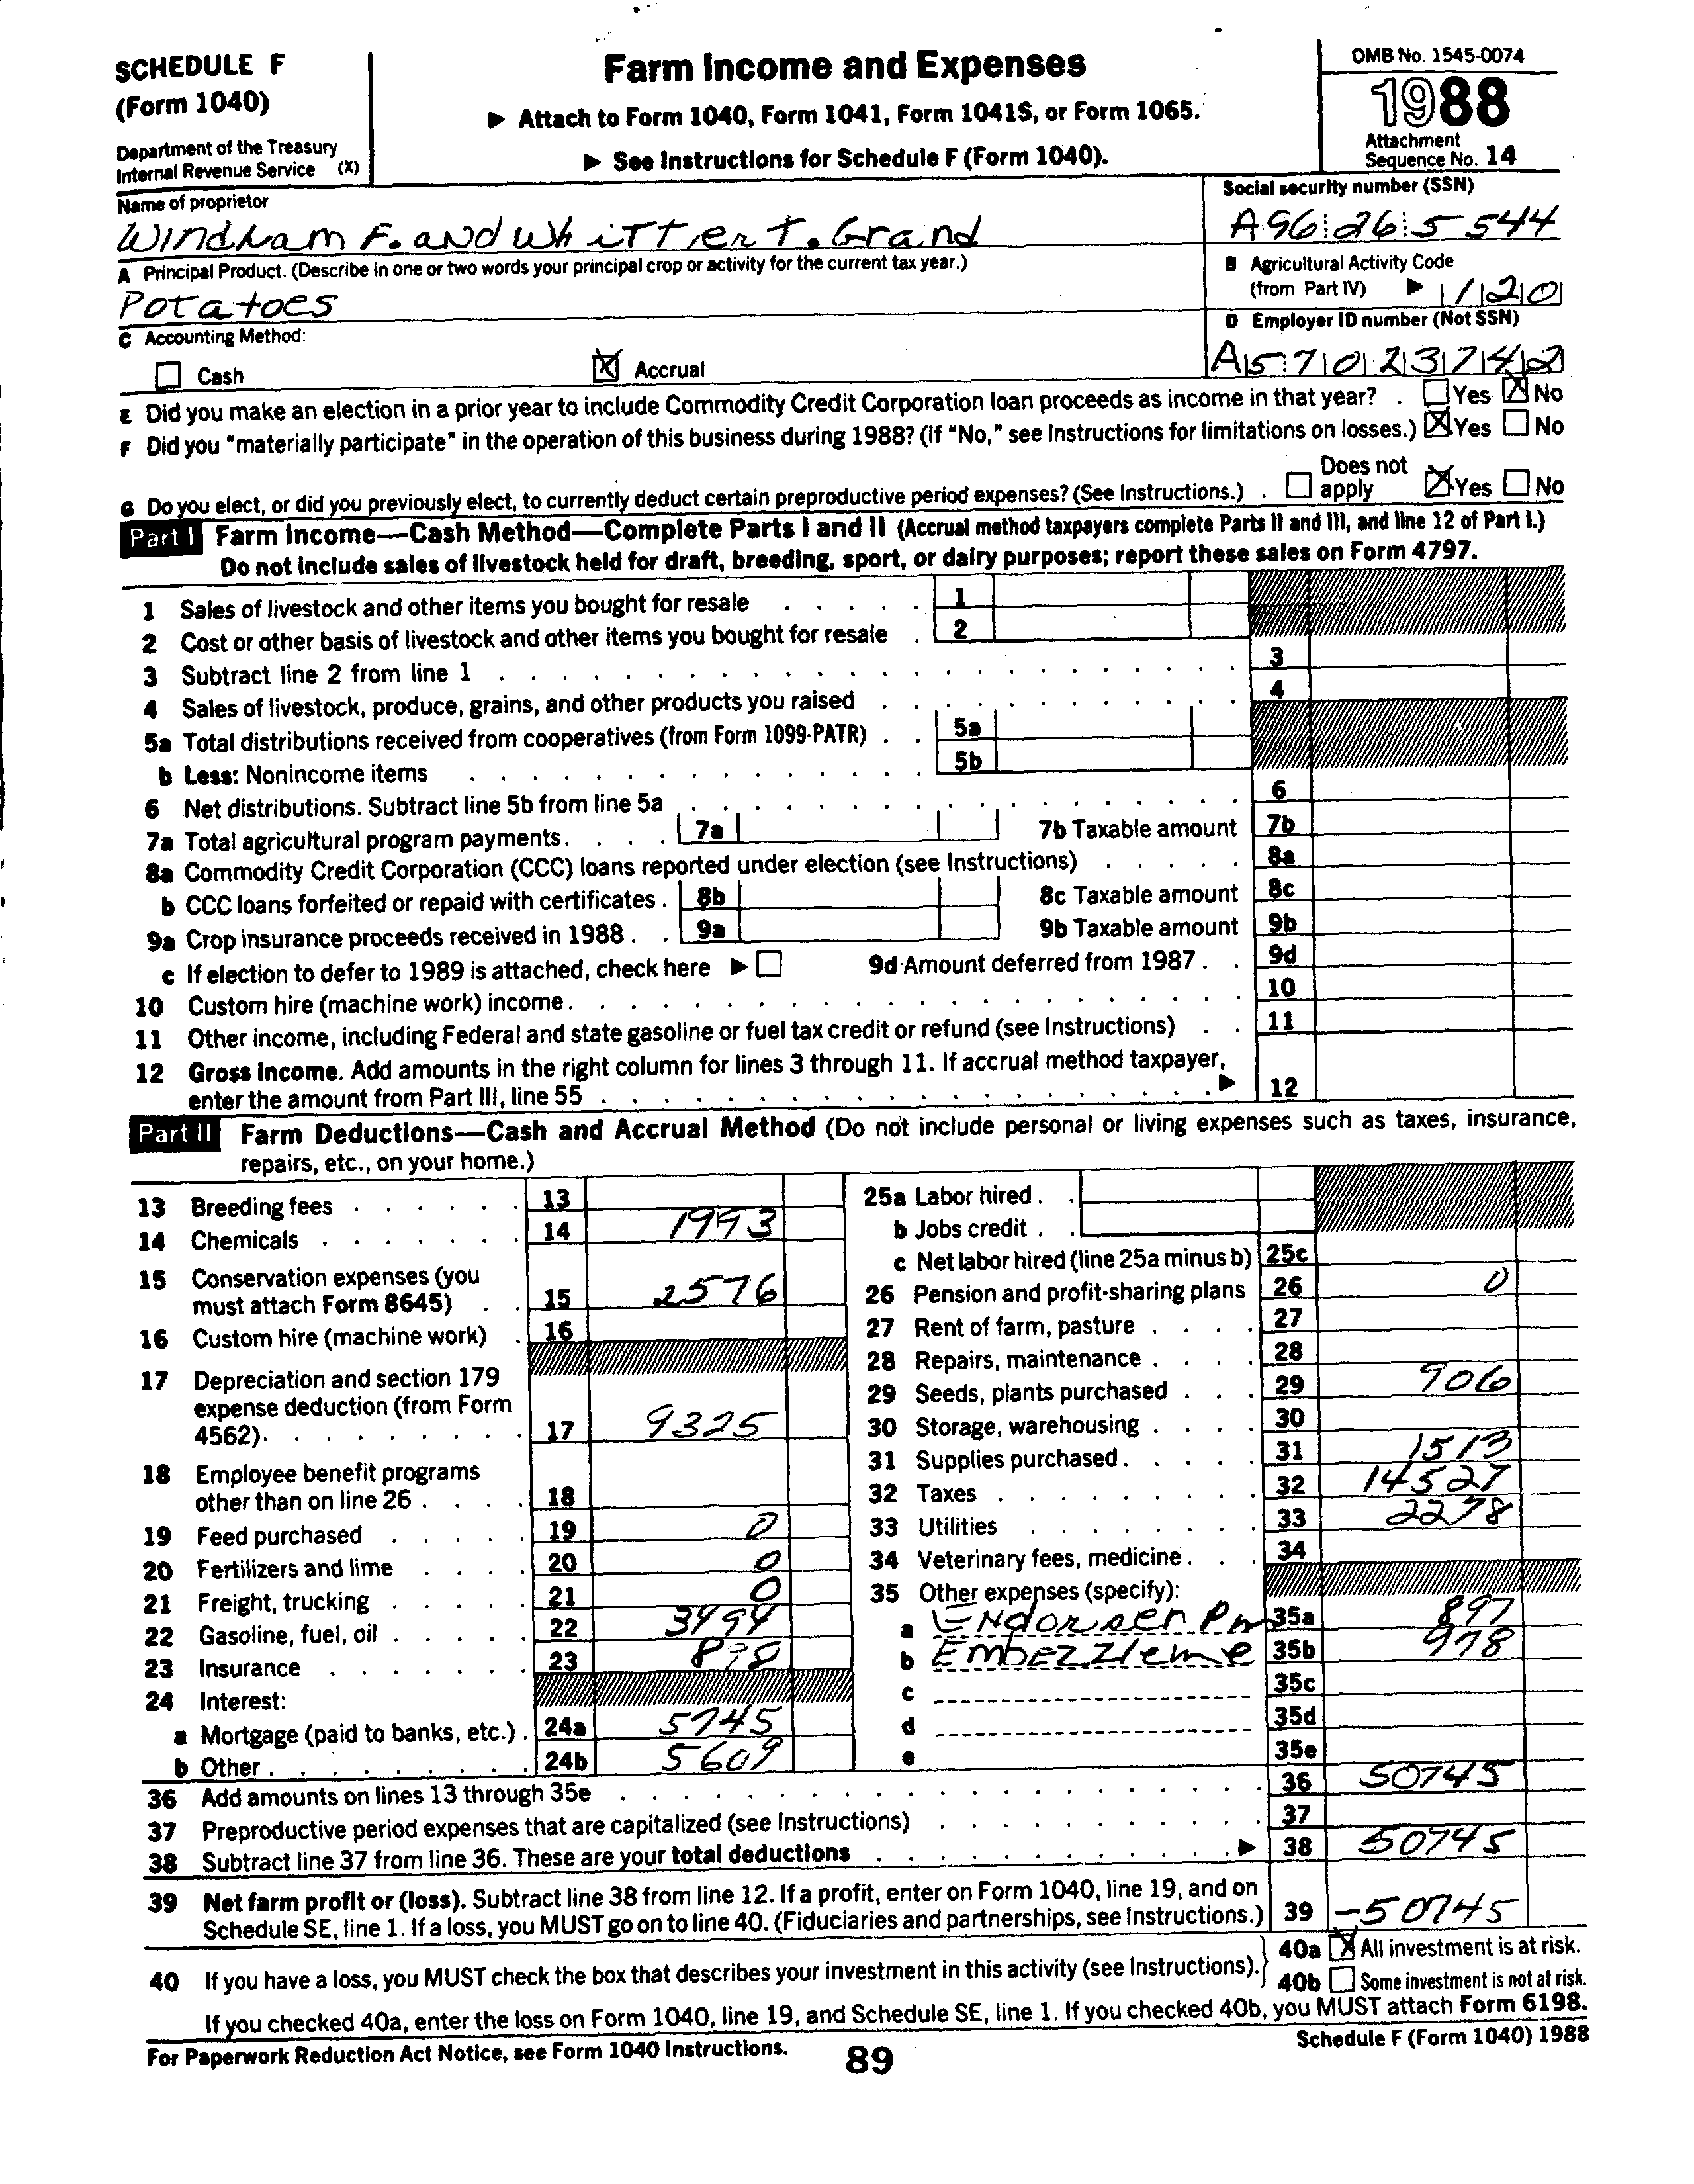 SCHEDULE F
(Form 1040)
Department of the Treasury
Internal Revenue Service (X)
Farm Income and Expenses
▶ Attach to Form 1040, Form 1041, Form 1041S, or Form 1065.
▶ See Instructions for Schedule F (Form 1040).
OMB No. 1545-0074
1988
Attachment
Sequence No. 14
Name of proprietor
Windham F. and Whittier T. Grand
Social security number (SSN)
A96 26 5544
A Principal Product. (Describe in one or two words your principal crop or activity for the current tax year.)
Potatoes
B Agricultural Activity Code
(from Part IV) ▶ 120
C Accounting Method:
Cash
Accrual
D Employer ID number (Not SSN)
A57023742
E Did you make an election in a prior year to include Commodity Credit Corporation loan proceeds as income in that year? . Yes X No
F Did you "materially participate" in the operation of this business during 1988? (If "No," see Instructions for limitations on losses.) X Yes No
G Do you elect, or did you previously elect, to currently deduct certain preproductive period expenses? (See Instructions.) . Does not apply X Yes No
Part I Farm Income—Cash Method—Complete Parts I and II (Accrual method taxpayers complete Parts II and III, and line 12 of Part I.)
Do not include sales of livestock held for draft, breeding, sport, or dairy purposes; report these sales on Form 4797.
1 Sales of livestock and other items you bought for resale 1
2 Cost or other basis of livestock and other items you bought for resale 2
3 Subtract line 2 from line 1 3
4 Sales of livestock, produce, grains, and other products you raised 4
5a Total distributions received from cooperatives (from Form 1099-PATR) 5a
b Less: Nonincome items 5b
6 Net distributions. Subtract line 5b from line 5a 6
7a Total agricultural program payments. 7a 7b Taxable amount 7b
8a Commodity Credit Corporation (CCC) loans reported under election (see Instructions) 8a
b CCC loans forfeited or repaid with certificates . 8b 8c Taxable amount 8c
9a Crop insurance proceeds received in 1988 . 9a 9b Taxable amount 9b
c If election to defer to 1989 is attached, check here ▶ 9d Amount deferred from 1987 . 9d
10 Custom hire (machine work) income. 10
11 Other income, including Federal and state gasoline or fuel tax credit or refund (see Instructions) 11
12 Gross Income. Add amounts in the right column for lines 3 through 11. If accrual method taxpayer,
enter the amount from Part III, line 55 ▶ 12
Part II Farm Deductions—Cash and Accrual Method (Do not include personal or living expenses such as taxes, insurance,
repairs, etc., on your home.)
13 Breeding fees 13
14 Chemicals 14 1993
15 Conservation expenses (you
must attach Form 8645) 15 2576
16 Custom hire (machine work) 16
17 Depreciation and section 179
expense deduction (from Form
4562). 17 9325
18 Employee benefit programs
other than on line 26 18
19 Feed purchased 19 0
20 Fertilizers and lime 20 0
21 Freight, trucking 21 0
22 Gasoline, fuel, oil 22 3494
23 Insurance 23 898
24 Interest:
a Mortgage (paid to banks, etc.) . 24a 5745
b Other 24b 5609
25a Labor hired .
b Jobs credit .
c Net labor hired (line 25a minus b) 25c
26 Pension and profit-sharing plans 26 0
27 Rent of farm, pasture 27
28 Repairs, maintenance 28
29 Seeds, plants purchased 29 906
30 Storage, warehousing 30
31 Supplies purchased 31 1513
32 Taxes 32 14527
33 Utilities 33 2278
34 Veterinary fees, medicine 34
35 Other expenses (specify):
a Endorser Pm 35a 897
b Embezzleme 35b 978
c 35c
d 35d
e 35e
36 Add amounts on lines 13 through 35e 36 50745
37 Preproductive period expenses that are capitalized (see Instructions) 37
38 Subtract line 37 from line 36. These are your total deductions ▶ 38 50745
39 Net farm profit or (loss). Subtract line 38 from line 12. If a profit, enter on Form 1040, line 19, and on
Schedule SE, line 1. If a loss, you MUST go on to line 40. (Fiduciaries and partnerships, see Instructions.) 39 -50745
40 If you have a loss, you MUST check the box that describes your investment in this activity (see Instructions).
40a X All investment is at risk.
40b Some investment is not at risk.
If you checked 40a, enter the loss on Form 1040, line 19, and Schedule SE, line 1. If you checked 40b, you MUST attach Form 6198.
For Paperwork Reduction Act Notice, see Form 1040 Instructions.
89
Schedule F (Form 1040) 1988